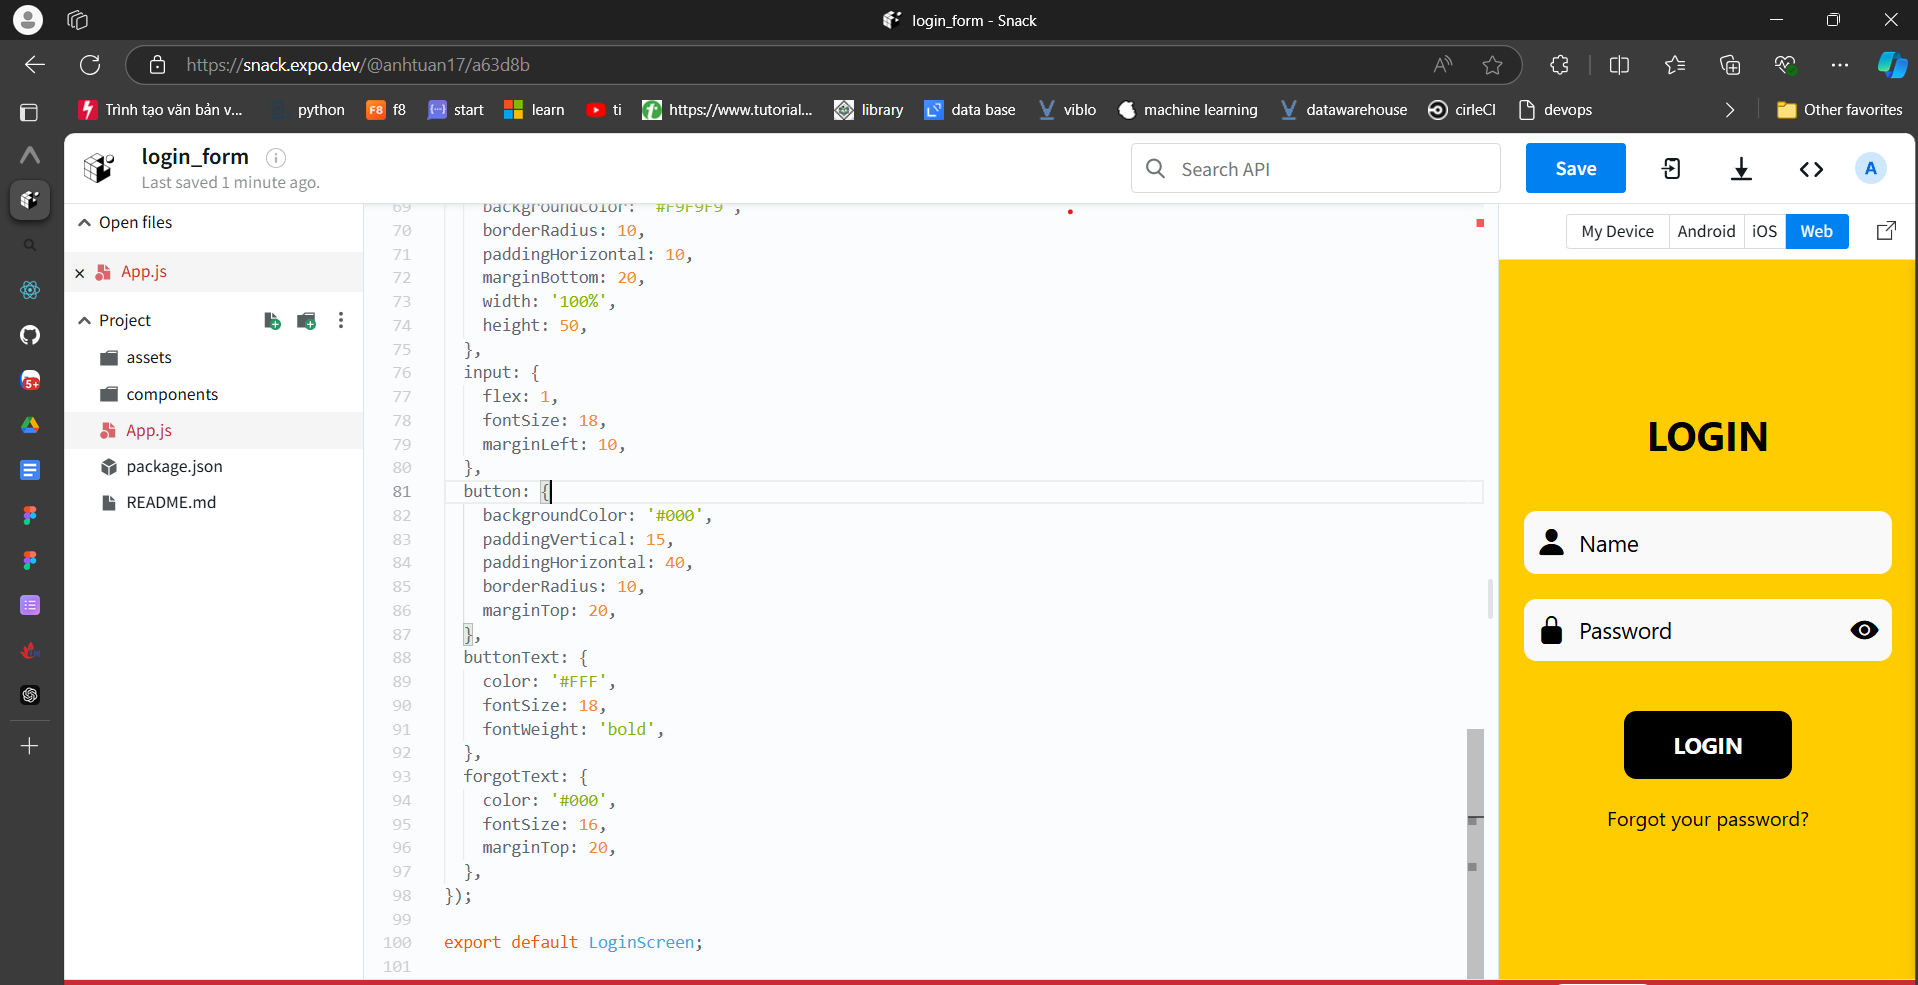 login_form - Snack
https://snack.expo.dev/@anhtuan17/a63d8b
Trình tạo văn bản v... python F8 f8 start learn ti https://www.tutorial... library data base viblo machine learning datawarehouse cirleCI devops Other favorites
login_form
Last saved 1 minute ago.
Search API
Save
A
Open files
App.js
Project
assets
components
App.js
package.json
README.md
69 backgroundColor: '#F9F9F9',
70 borderRadius: 10,
71 paddingHorizontal: 10,
72 marginBottom: 20,
73 width: '100%',
74 height: 50,
75 },
76 input: {
77 flex: 1,
78 fontSize: 18,
79 marginLeft: 10,
80 },
81 button: {
82 backgroundColor: '#000',
83 paddingVertical: 15,
84 paddingHorizontal: 40,
85 borderRadius: 10,
86 marginTop: 20,
87 },
88 buttonText: {
89 color: '#FFF',
90 fontSize: 18,
91 fontWeight: 'bold',
92 },
93 forgotText: {
94 color: '#000',
95 fontSize: 16,
96 marginTop: 20,
97 },
98 });
99
100 export default LoginScreen;
101
My Device Android iOS Web
LOGIN
Name
Password
LOGIN
Forgot your password?
5+